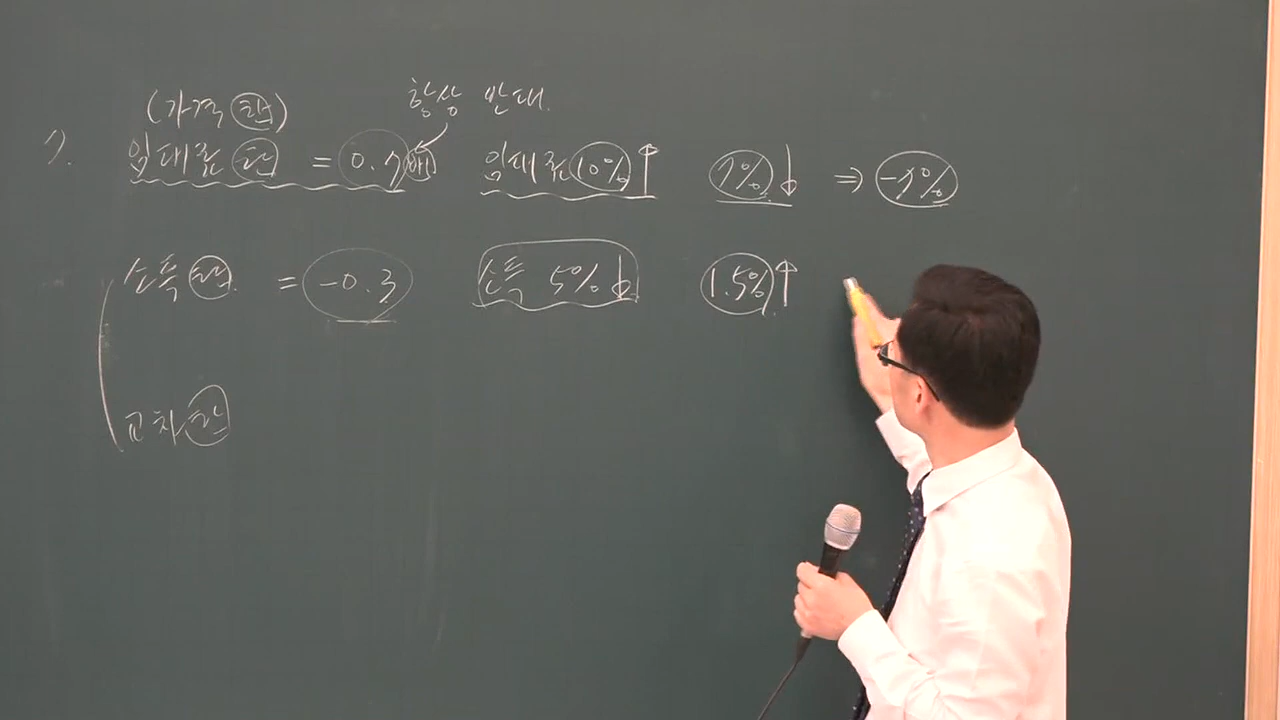 항상 반대.
(가격 탄)
7. 임대료 탄 = 0.7 임대료 10% ↑ 7% ↓ ⇒ -7%
소득 탄. = -0.3 소득 5% ↓ 1.5% ↑
교차 탄